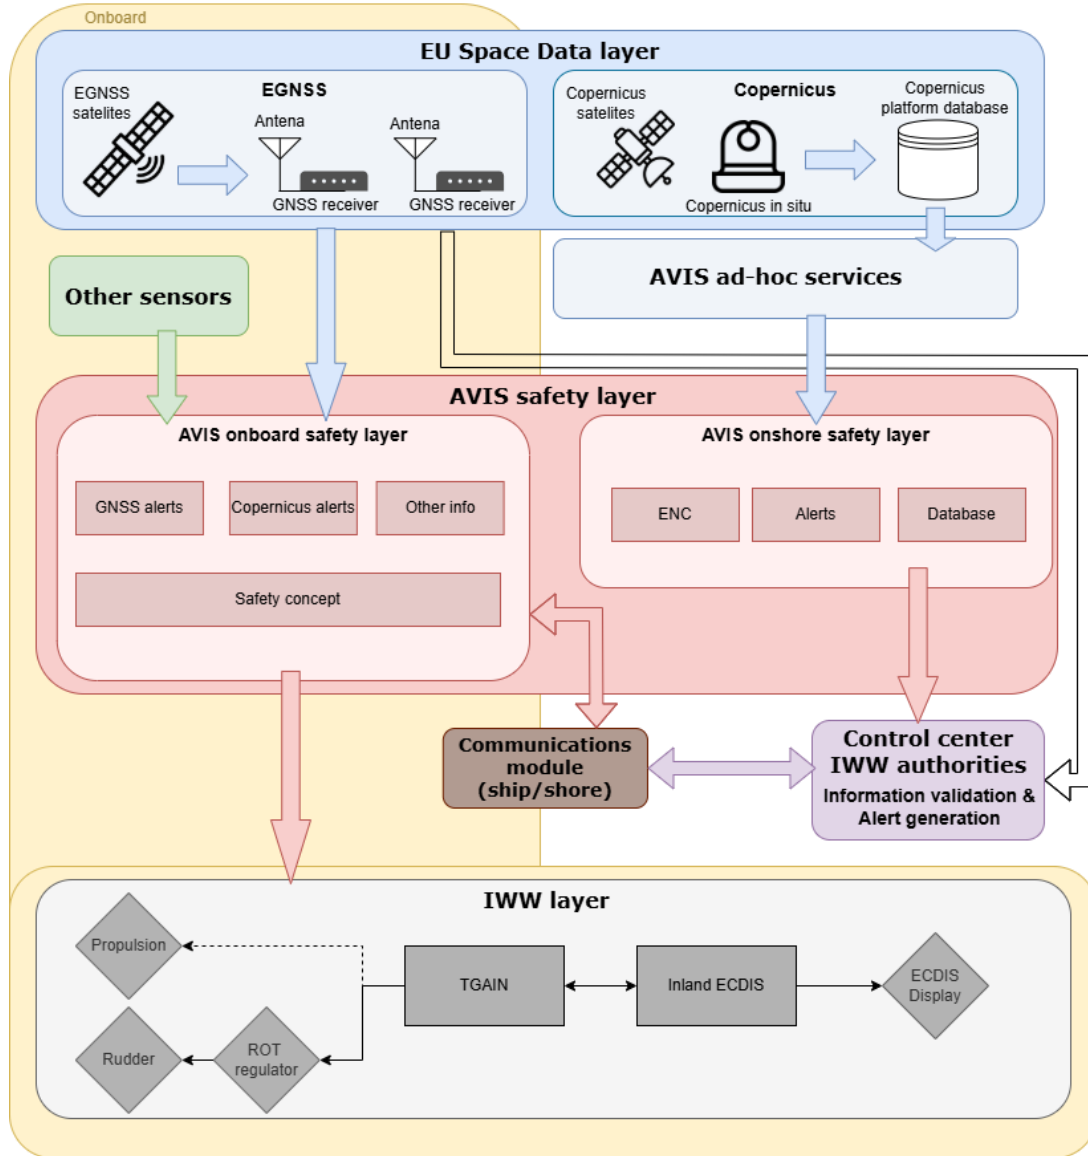 Onboard
EU Space Data layer
EGNSS
satelites
EGNSS
Antena
Antena
GNSS receiver
GNSS receiver
Copernicus
satelites
Copernicus
Copernicus in situ
Copernicus
platform database
Other sensors
AVIS ad-hoc services
AVIS safety layer
AVIS onboard safety layer
GNSS alerts
Copernicus alerts
Other info
Safety concept
AVIS onshore safety layer
ENC
Alerts
Database
Communications
module
(ship/shore)
Control center
IWW authorities
Information validation &
Alert generation
IWW layer
Propulsion
TGAIN
Inland ECDIS
ECDIS
Display
Rudder
ROT
regulator